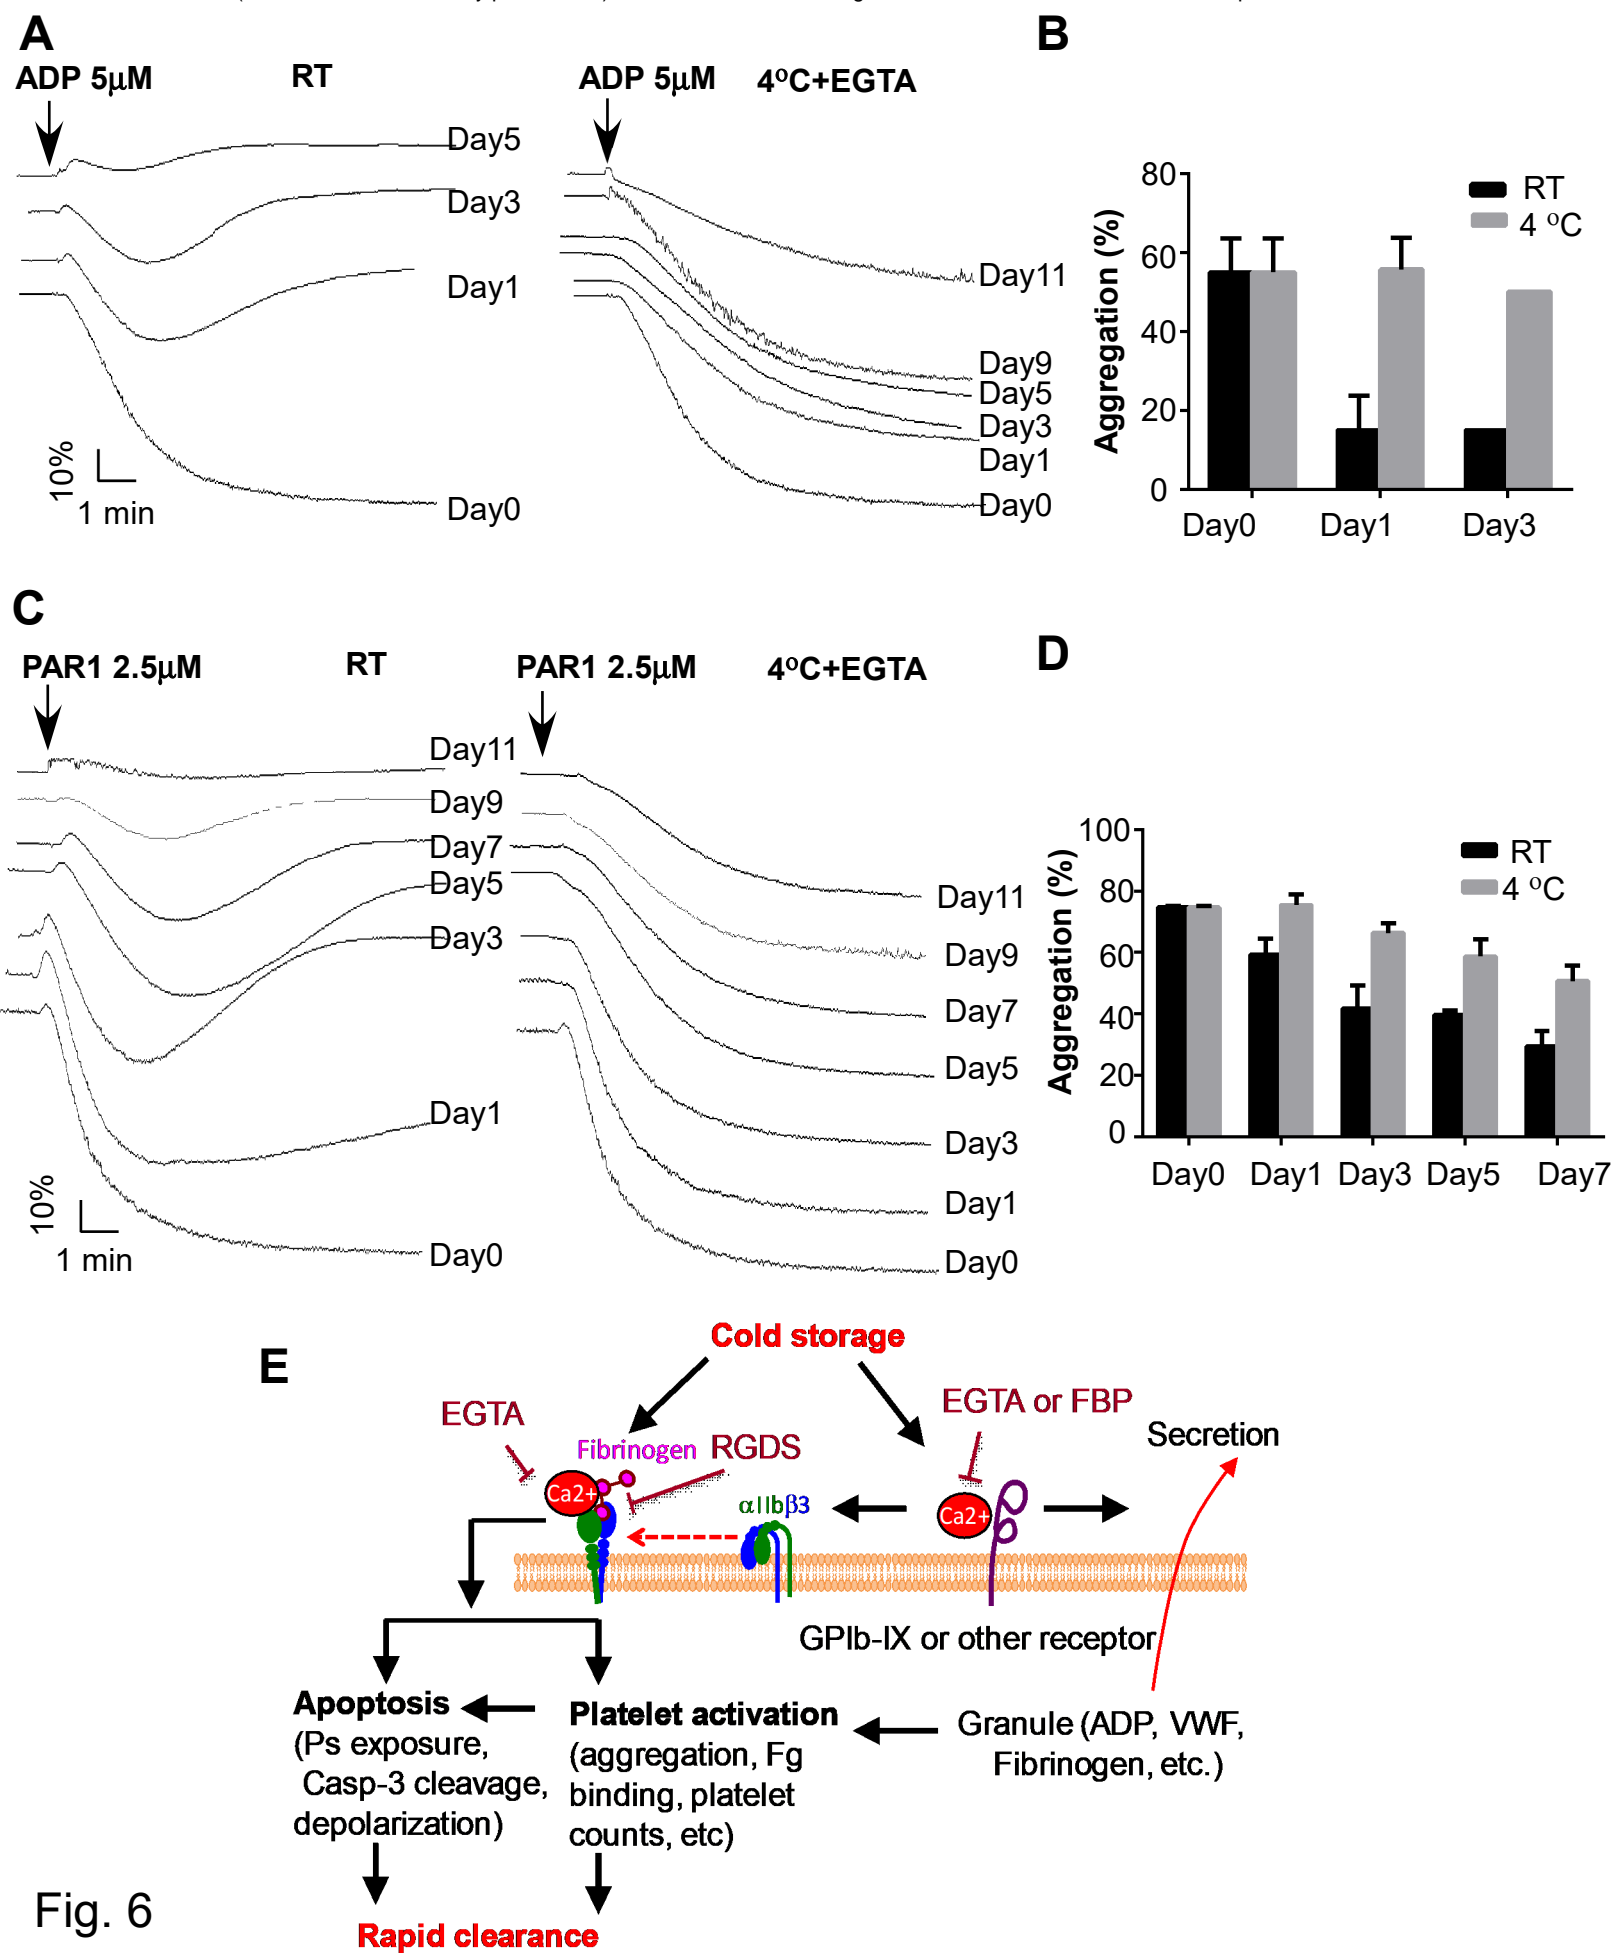 A
ADP 5µM
RT
ADP 5µM
4°C+EGTA
Day5
Day3
Day1
Day0
10%
1 min
Day11
Day9
Day5
Day3
Day1
Day0
B
Aggregation (%)
80
60
40
20
0
RT
4 °C
Day0
Day1
Day3
C
PAR1 2.5µM
RT
PAR1 2.5µM
4°C+EGTA
Day11
Day9
Day7
Day5
Day3
Day1
Day0
10%
1 min
Day11
Day9
Day7
Day5
Day3
Day1
Day0
D
Aggregation (%)
100
80
60
40
20
0
RT
4 °C
Day0
Day1
Day3
Day5
Day7
E
Cold storage
EGTA
EGTA or FBP
Fibrinogen
RGDS
Secretion
Ca2+
αIIbβ3
Ca2+
GPIb-IX or other receptor
Apoptosis
(Ps exposure,
Casp-3 cleavage,
depolarization)
Platelet activation
(aggregation, Fg
binding, platelet
counts, etc)
Granule (ADP, VWF,
Fibrinogen, etc.)
Rapid clearance
Fig. 6